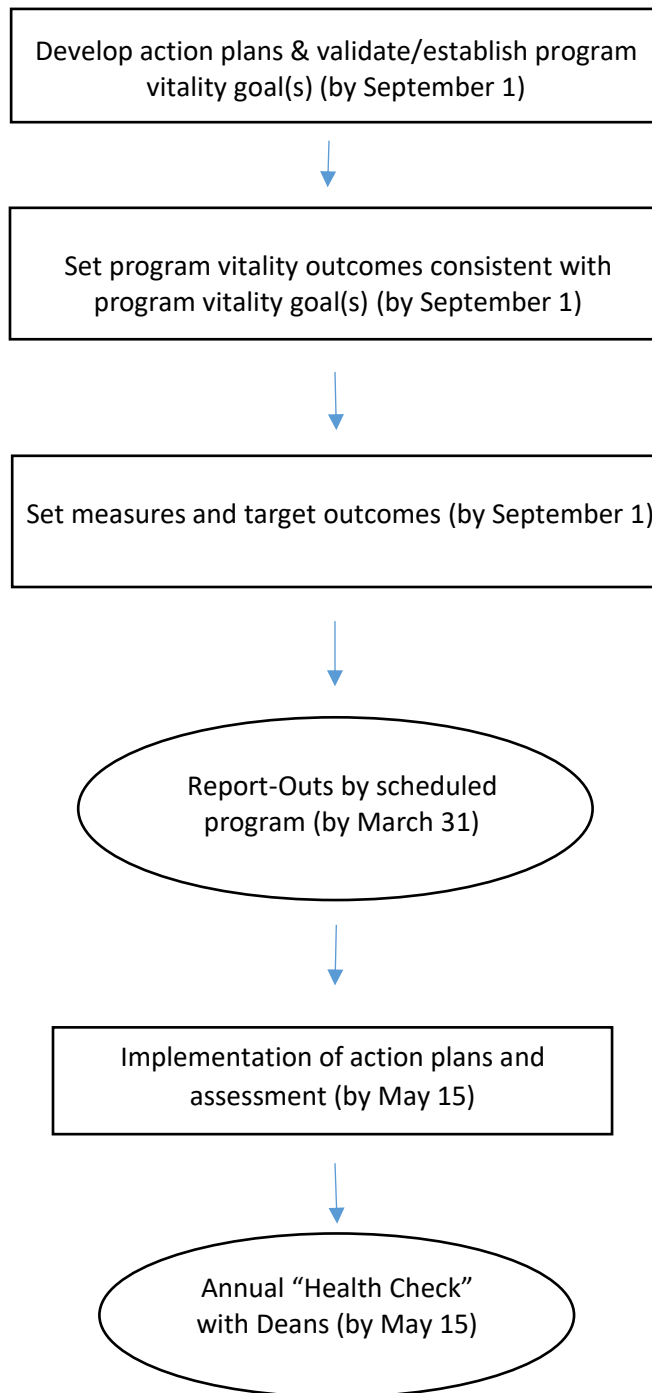 Develop action plans & validate/establish program
vitality goal(s) (by September 1)
Set program vitality outcomes consistent with
program vitality goal(s) (by September 1)
Set measures and target outcomes (by September 1)
Report-Outs by scheduled
program (by March 31)
Implementation of action plans and
assessment (by May 15)
Annual “Health Check”
with Deans (by May 15)